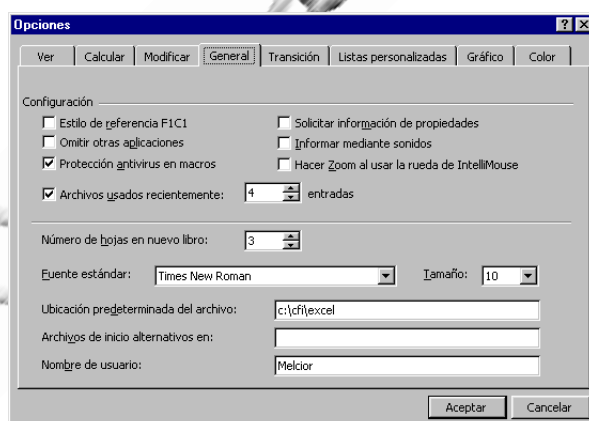 Opciones
Ver Calcular Modificar General Transición Listas personalizadas Gráfico Color
Configuración
Estilo de referencia F1C1 Solicitar información de propiedades
Omitir otras aplicaciones Informar mediante sonidos
Protección antivirus en macros Hacer Zoom al usar la rueda de IntelliMouse
Archivos usados recientemente: 4 entradas
Número de hojas en nuevo libro: 3
Fuente estándar: Times New Roman Tamaño: 10
Ubicación predeterminada del archivo: c:\cfi\excel
Archivos de inicio alternativos en:
Nombre de usuario: Melcior
Aceptar Cancelar